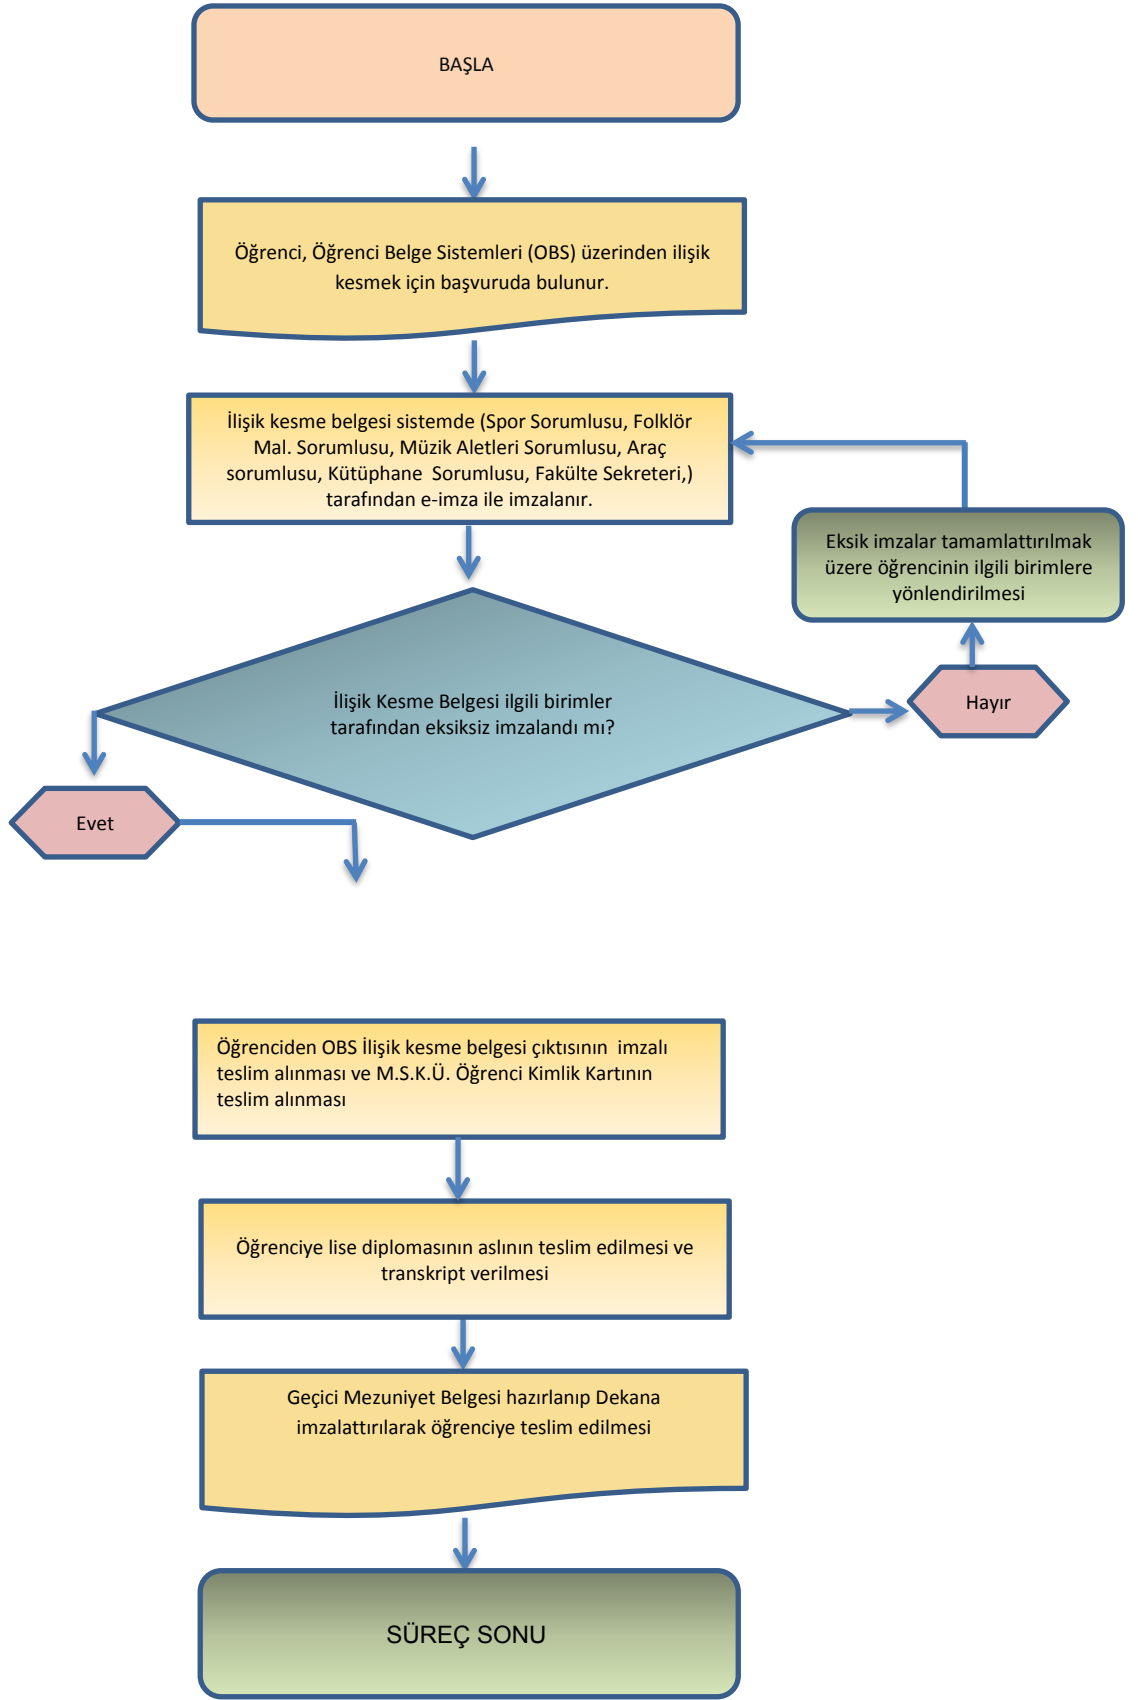 BAŞLA
Öğrenci, Öğrenci Belge Sistemleri (OBS) üzerinden ilişik
kesmek için başvuruda bulunur.
İlişik kesme belgesi sistemde (Spor Sorumlusu, Folklör
Mal. Sorumlusu, Müzik Aletleri Sorumlusu, Araç
sorumlusu, Kütüphane  Sorumlusu, Fakülte Sekreteri,)
tarafından e-imza ile imzalanır.
Eksik imzalar tamamlattırılmak
üzere öğrencinin ilgili birimlere
yönlendirilmesi
İlişik Kesme Belgesi ilgili birimler
tarafından eksiksiz imzalandı mı?
Hayır
Evet
Öğrenciden OBS İlişik kesme belgesi çıktısının  imzalı
teslim alınması ve M.S.K.Ü. Öğrenci Kimlik Kartının
teslim alınması
Öğrenciye lise diplomasının aslının teslim edilmesi ve
transkript verilmesi
Geçici Mezuniyet Belgesi hazırlanıp Dekana
imzalattırılarak öğrenciye teslim edilmesi
SÜREÇ SONU